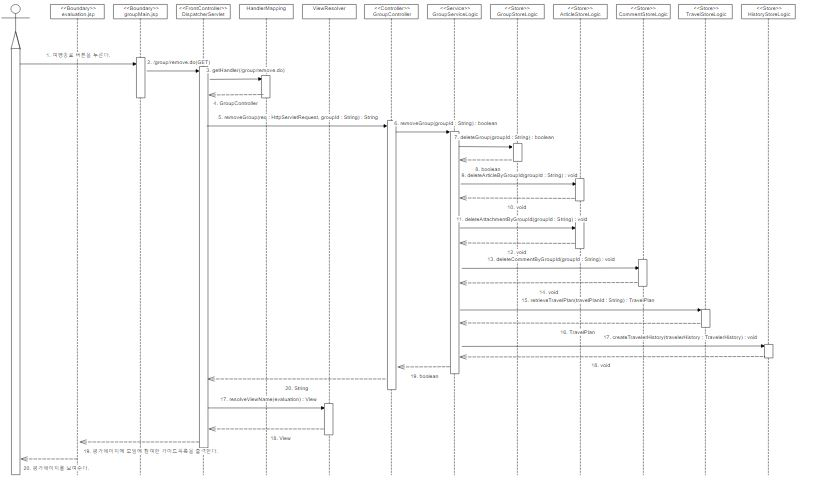 <<Boundary>>
evaluation.jsp
<<Boundary>>
groupMain.jsp
<<FrontController>>
DispatcherServlet
HandlerMapping
ViewResolver
<<Controller>>
GroupController
<<Service>>
GroupServiceLogic
<<Store>>
GroupStoreLogic
<<Store>>
ArticleStoreLogic
<<Store>>
CommentStoreLogic
<<Store>>
TravelStoreLogic
<<Store>>
HistoryStoreLogic
1. 여행종료 버튼을 누른다.
2. /group/remove.do(GET)
3. getHandler(/group/remove.do)
4. GroupController
5. removeGroup(req : HttpServletRequest, groupId : String) : String
6. removeGroup(groupId : String) : boolean
7. deleteGroup(groupId : String) : boolean
8. boolean
9. deleteArticleByGroupId(groupId : String) : void
10. void
11. deleteAttachmentByGroupId(groupId : String) : void
12. void
13. deleteCommentByGroupId(groupId : String) : void
14. void
15. retrieveTravelPlan(travelPlanId : String) : TravelPlan
16. TravelPlan
17. createTravelerHistory(travelerHistory : TravelerHistory) : void
18. void
19. boolean
20. String
17. resolveViewName(evaluation) : View
18. View
19. 평가페이지에 모임에 참여한 가이드목록을 출력한다.
20. 평가페이지를 보여준다.